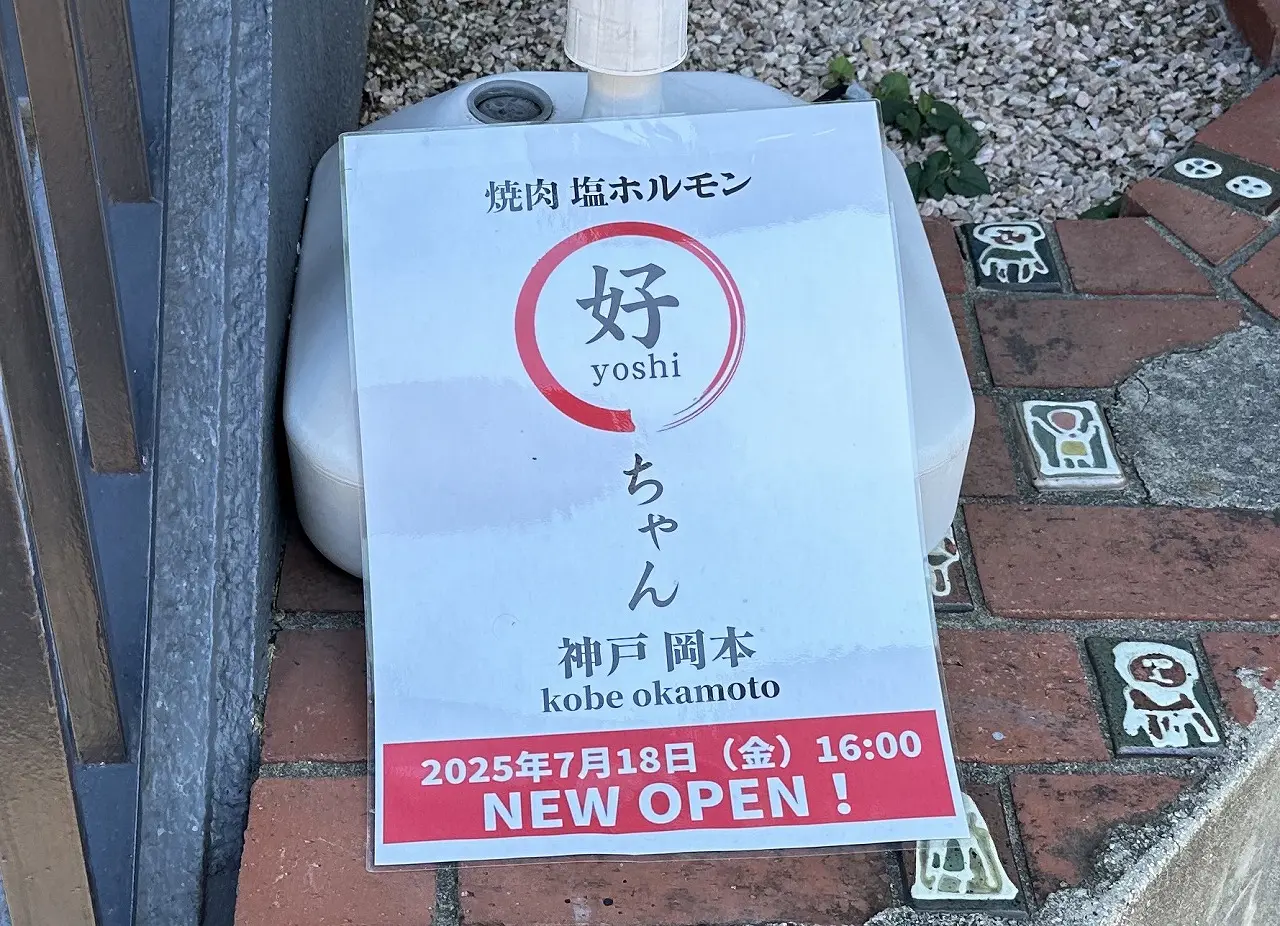 焼肉 塩ホルモン
好
yoshi
ちゃん
神戸 岡本
kobe okamoto
2025年7月18日（金）16:00
NEW OPEN！